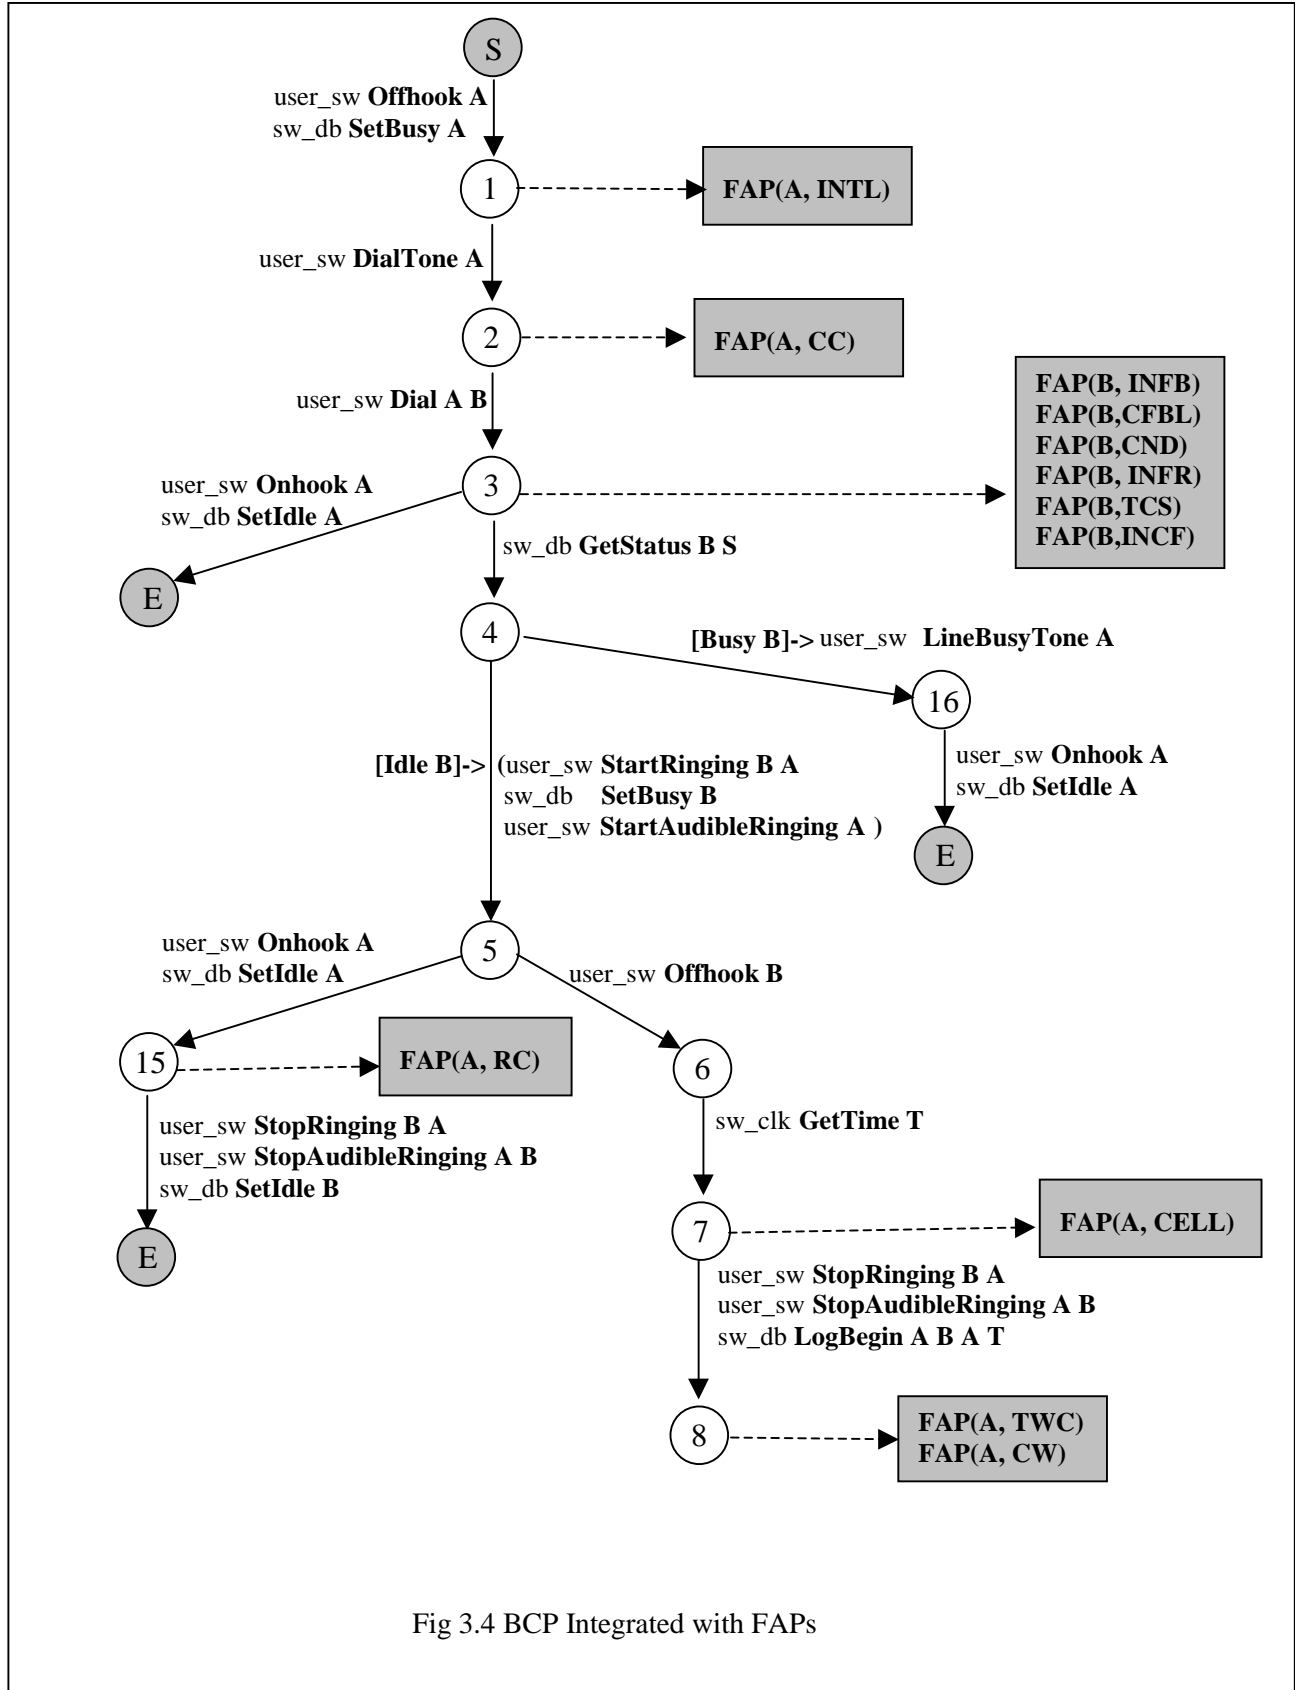 S
user_sw Offhook A
sw_db SetBusy A
1
FAP(A, INTL)
user_sw DialTone A
2
FAP(A, CC)
user_sw Dial A B
3
FAP(B, INFB)
FAP(B,CFBL)
FAP(B,CND)
FAP(B, INFR)
FAP(B,TCS)
FAP(B,INCF)
user_sw Onhook A
sw_db SetIdle A
E
sw_db GetStatus B S
4
[Busy B]-> user_sw LineBusyTone A
16
user_sw Onhook A
sw_db SetIdle A
E
[Idle B]-> (user_sw StartRinging B A
sw_db SetBusy B
user_sw StartAudibleRinging A )
5
user_sw Onhook A
sw_db SetIdle A
user_sw Offhook B
15
FAP(A, RC)
6
user_sw StopRinging B A
user_sw StopAudibleRinging A B
sw_db SetIdle B
E
sw_clk GetTime T
7
FAP(A, CELL)
user_sw StopRinging B A
user_sw StopAudibleRinging A B
sw_db LogBegin A B A T
8
FAP(A, TWC)
FAP(A, CW)
Fig 3.4 BCP Integrated with FAPs